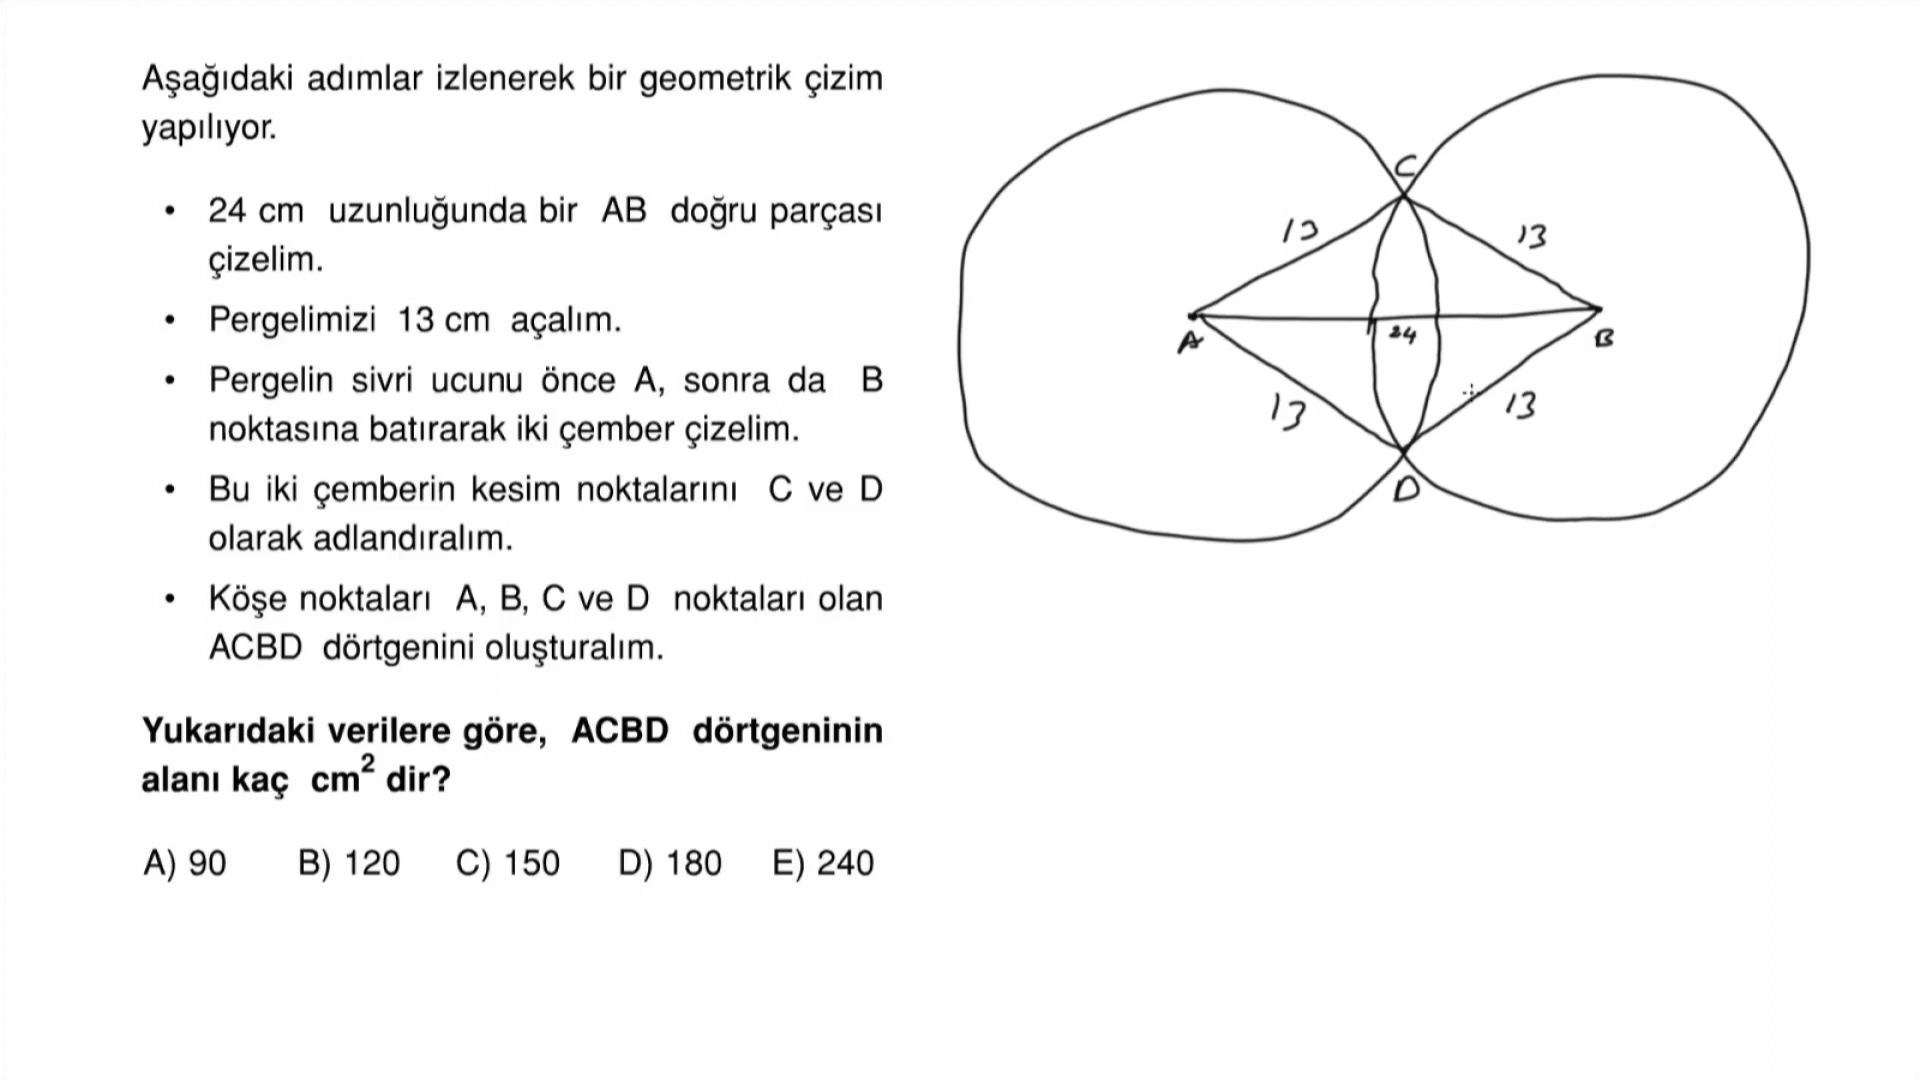 Aşağıdaki adımlar izlenerek bir geometrik çizim
yapılıyor.
• 24 cm uzunluğunda bir AB doğru parçası
çizelim.
• Pergelimizi 13 cm açalım.
• Pergelin sivri ucunu önce A, sonra da B
noktasına batırarak iki çember çizelim.
• Bu iki çemberin kesim noktalarını C ve D
olarak adlandıralım.
• Köşe noktaları A, B, C ve D noktaları olan
ACBD dörtgenini oluşturalım.
Yukarıdaki verilere göre, ACBD dörtgeninin
alanı kaç cm² dir?
A) 90 B) 120 C) 150 D) 180 E) 240
C
13 13
A 24 B
13 13
D